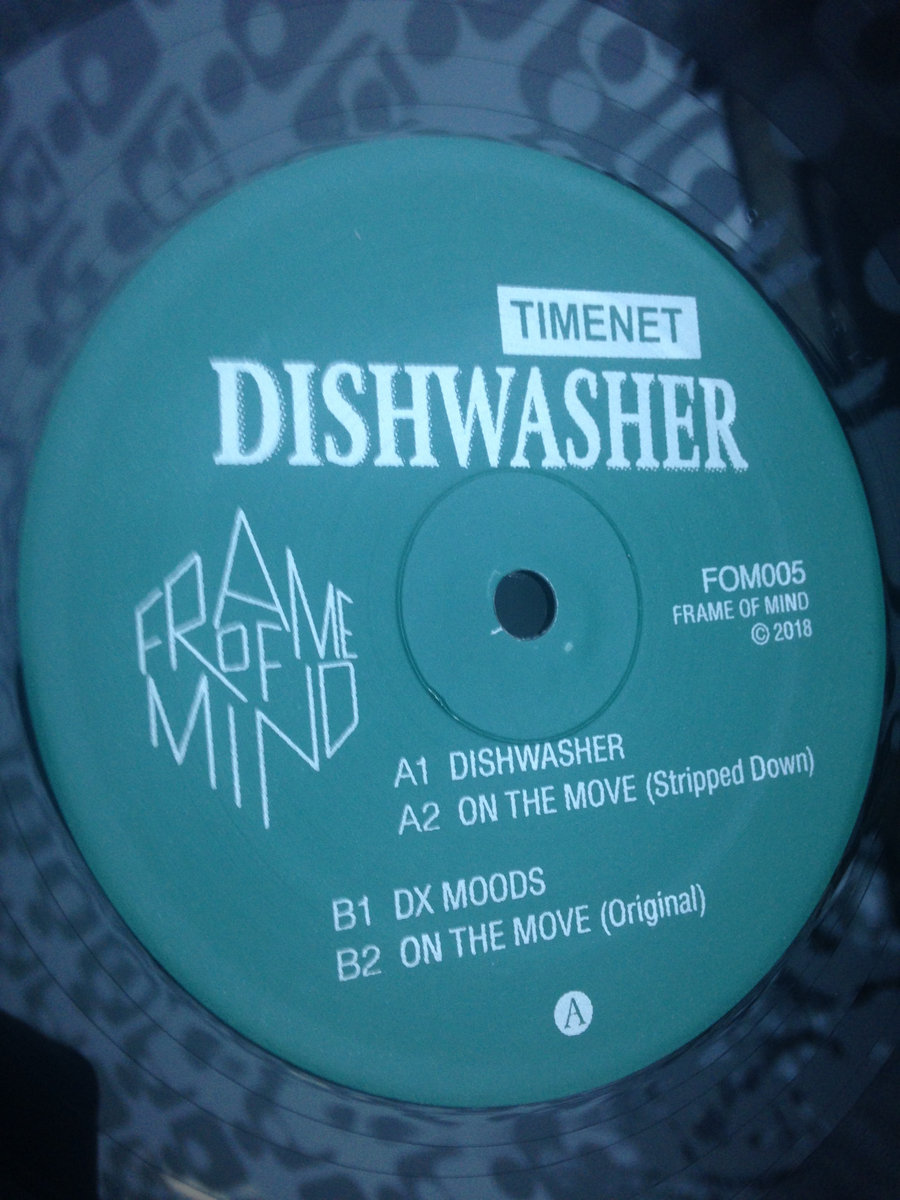 TIMENET
DISHWASHER
FRAME
OF
MIND
FOM005
FRAME OF MIND
© 2018
A1 DISHWASHER
A2 ON THE MOVE (Stripped Down)
B1 DX MOODS
B2 ON THE MOVE (Original)
A